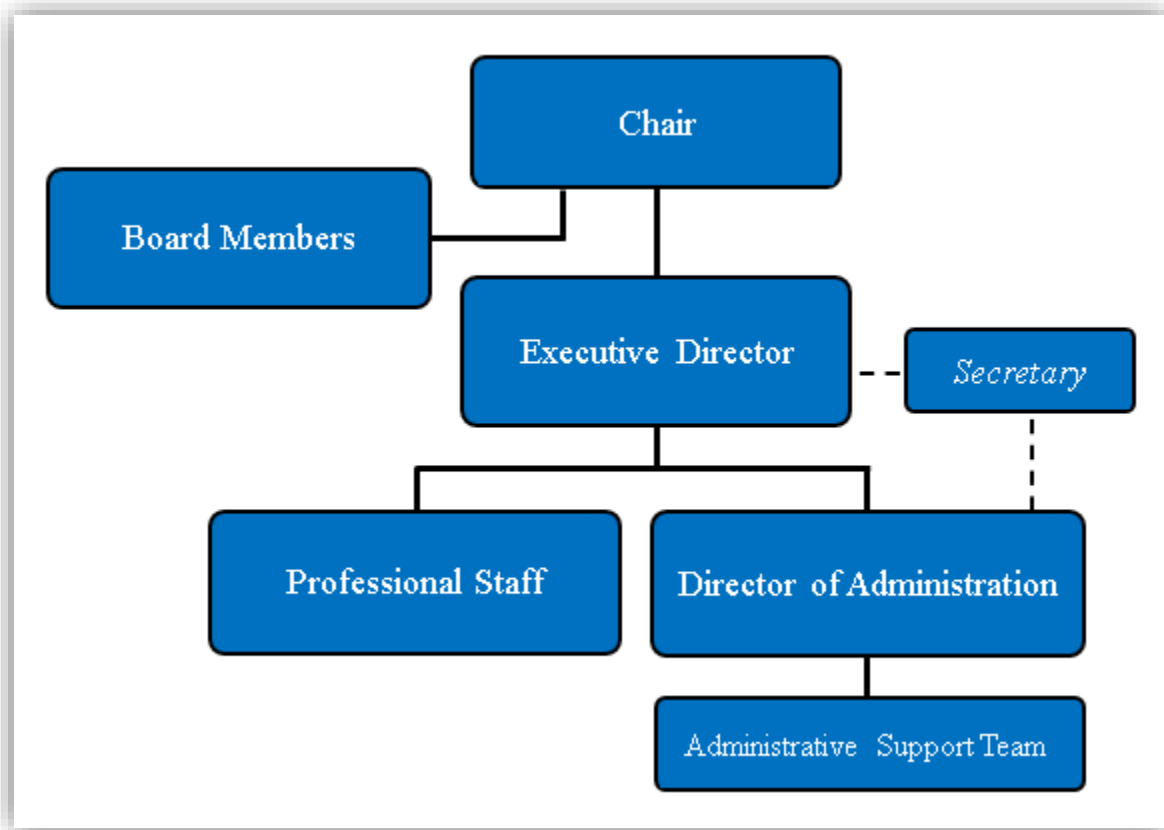 Chair
Board Members
Executive Director
Secretary
Professional Staff
Director of Administration
Administrative Support Team